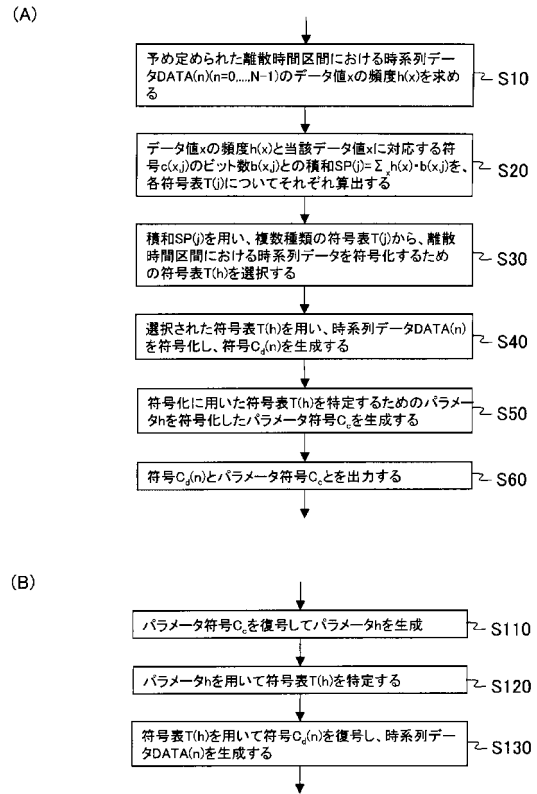 (A)
予め定められた離散時間区間における時系列デー
タDATA(n)(n=0,...,N-1)のデータ値xの頻度h(x)を求め
る
S10
データ値xの頻度h(x)と当該データ値xに対応する符
号c(x,j)のビット数b(x,j)との積和SP(j)=Σxh(x)・b(x,j)を、
各符号表T(j)についてそれぞれ算出する
S20
積和SP(j)を用い、複数種類の符号表T(j)から、離散
時間区間における時系列データを符号化するため
の符号表T(h)を選択する
S30
選択された符号表T(h)を用い、時系列データDATA(n)
を符号化し、符号Cd(n)を生成する
S40
符号化に用いた符号表T(h)を特定するためのパラメ
ータhを符号化したパラメータ符号Ccを生成する
S50
符号Cd(n)とパラメータ符号Ccとを出力する
S60
(B)
パラメータ符号Ccを復号してパラメータhを生成
S110
パラメータhを用いて符号表T(h)を特定する
S120
符号表T(h)を用いて符号Cd(n)を復号し、時系列デー
タDATA(n)を生成する
S130